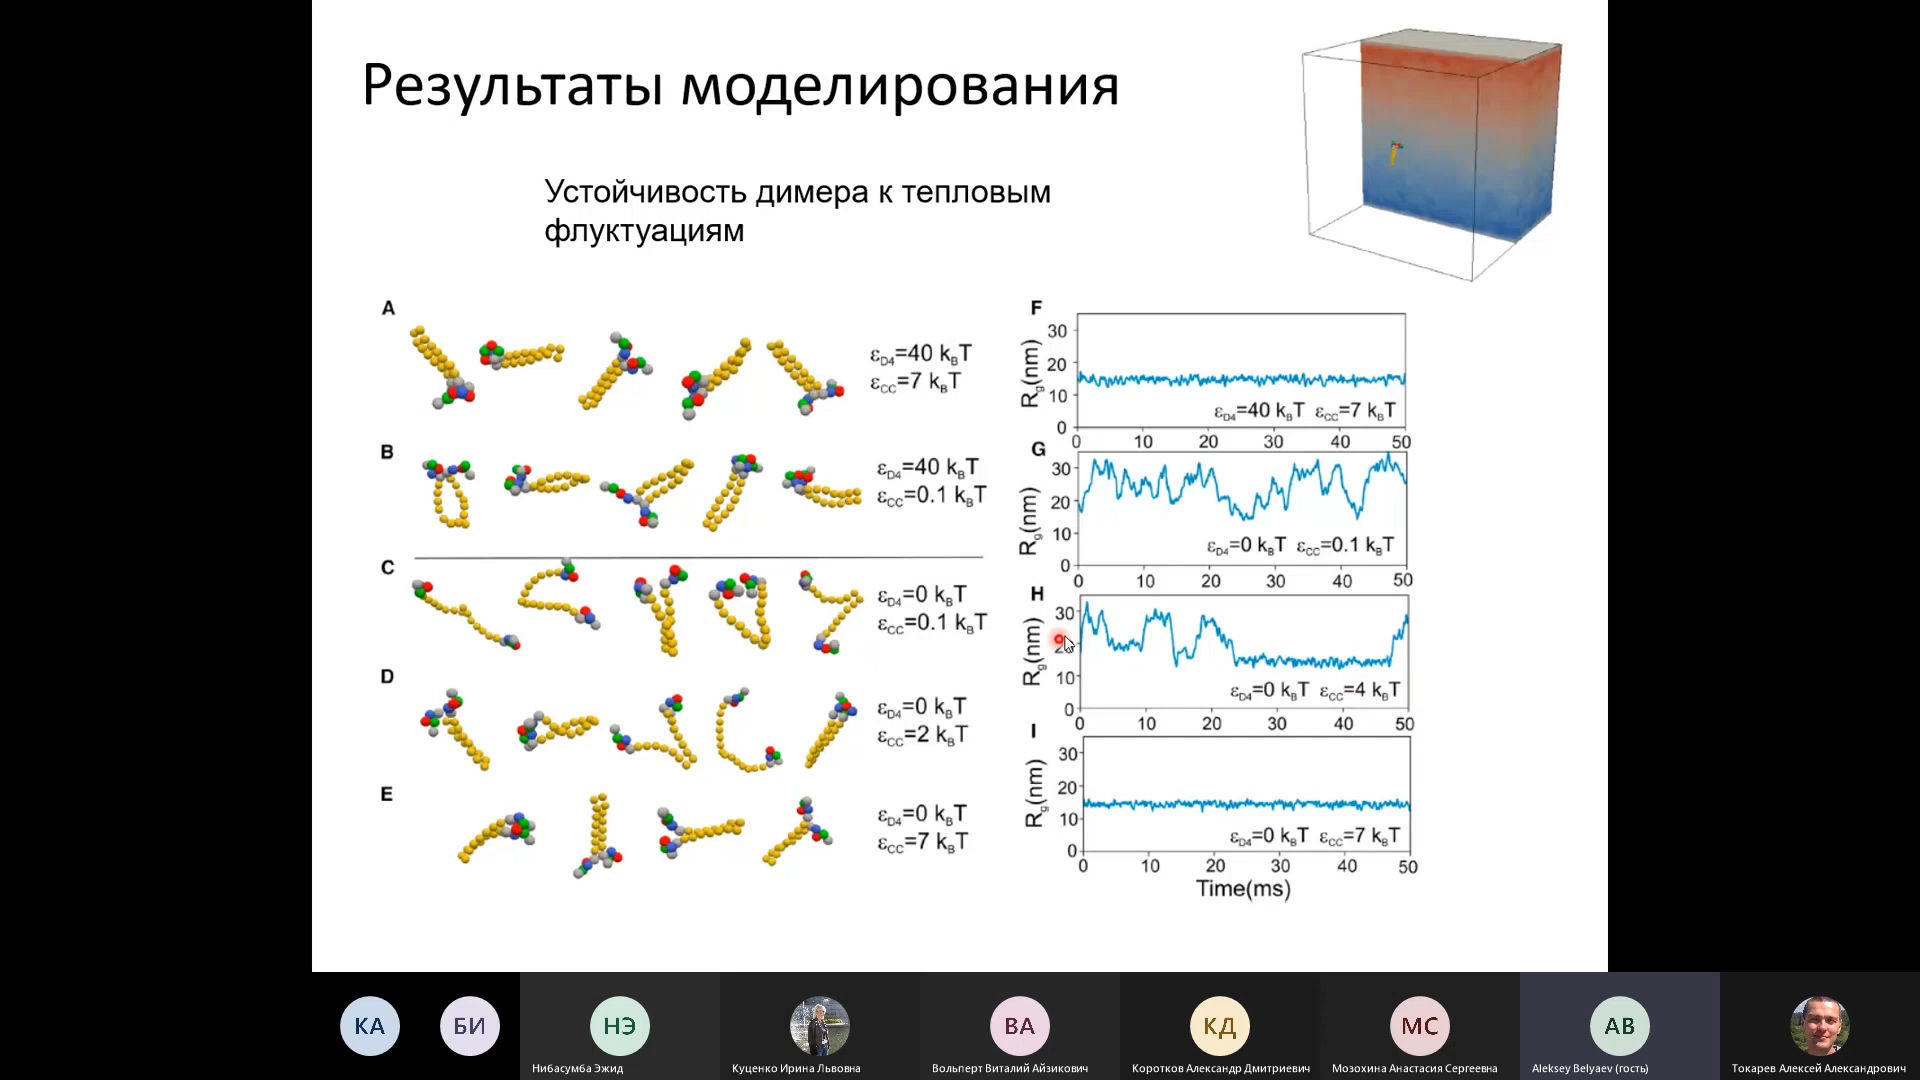 Результаты моделирования
Устойчивость димера к тепловым
флуктуациям
A
εD4=40 kBT
εCC=7 kBT
B
εD4=40 kBT
εCC=0.1 kBT
C
εD4=0 kBT
εCC=0.1 kBT
D
εD4=0 kBT
εCC=2 kBT
E
εD4=0 kBT
εCC=7 kBT
F
Rg(nm)
30
20
10
0
εD4=40 kBT εCC=7 kBT
0 10 20 30 40 50
G
Rg(nm)
30
20
10
0
εD4=0 kBT εCC=0.1 kBT
0 10 20 30 40 50
H
Rg(nm)
30
20
10
0
εD4=0 kBT εCC=4 kBT
0 10 20 30 40 50
I
Rg(nm)
30
20
10
0
εD4=0 kBT εCC=7 kBT
0 10 20 30 40 50
Time(ms)
КА БИ НЭ ВА КД МС AB
Нибасумба Эжид
Куценко Ирина Львовна
Вольперт Виталий Айзикович
Коротков Александр Дмитриевич
Мозохина Анастасия Сергеевна
Aleksey Belyaev (гость)
Токарев Алексей Александрович